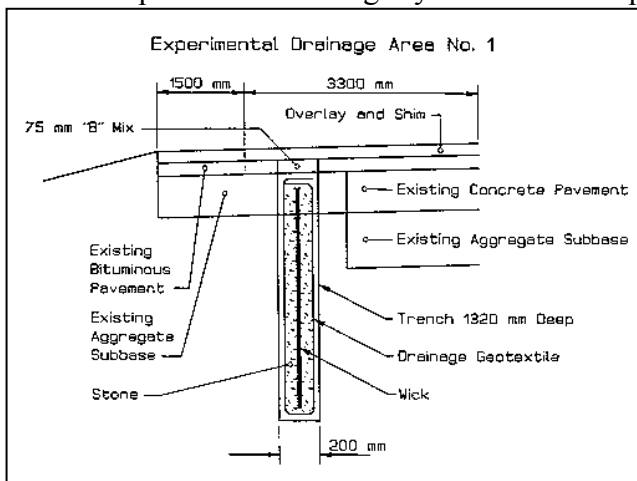 Experimental Drainage Area No. 1
1500 mm
3300 mm
Overlay and Shim
75 mm "B" Mix
Existing Concrete Pavement
Existing Aggregate Subbase
Existing
Bituminous
Pavement
Existing
Aggregate
Subbase
Trench 1320 mm Deep
Drainage Geotextile
Stone
Wick
200 mm